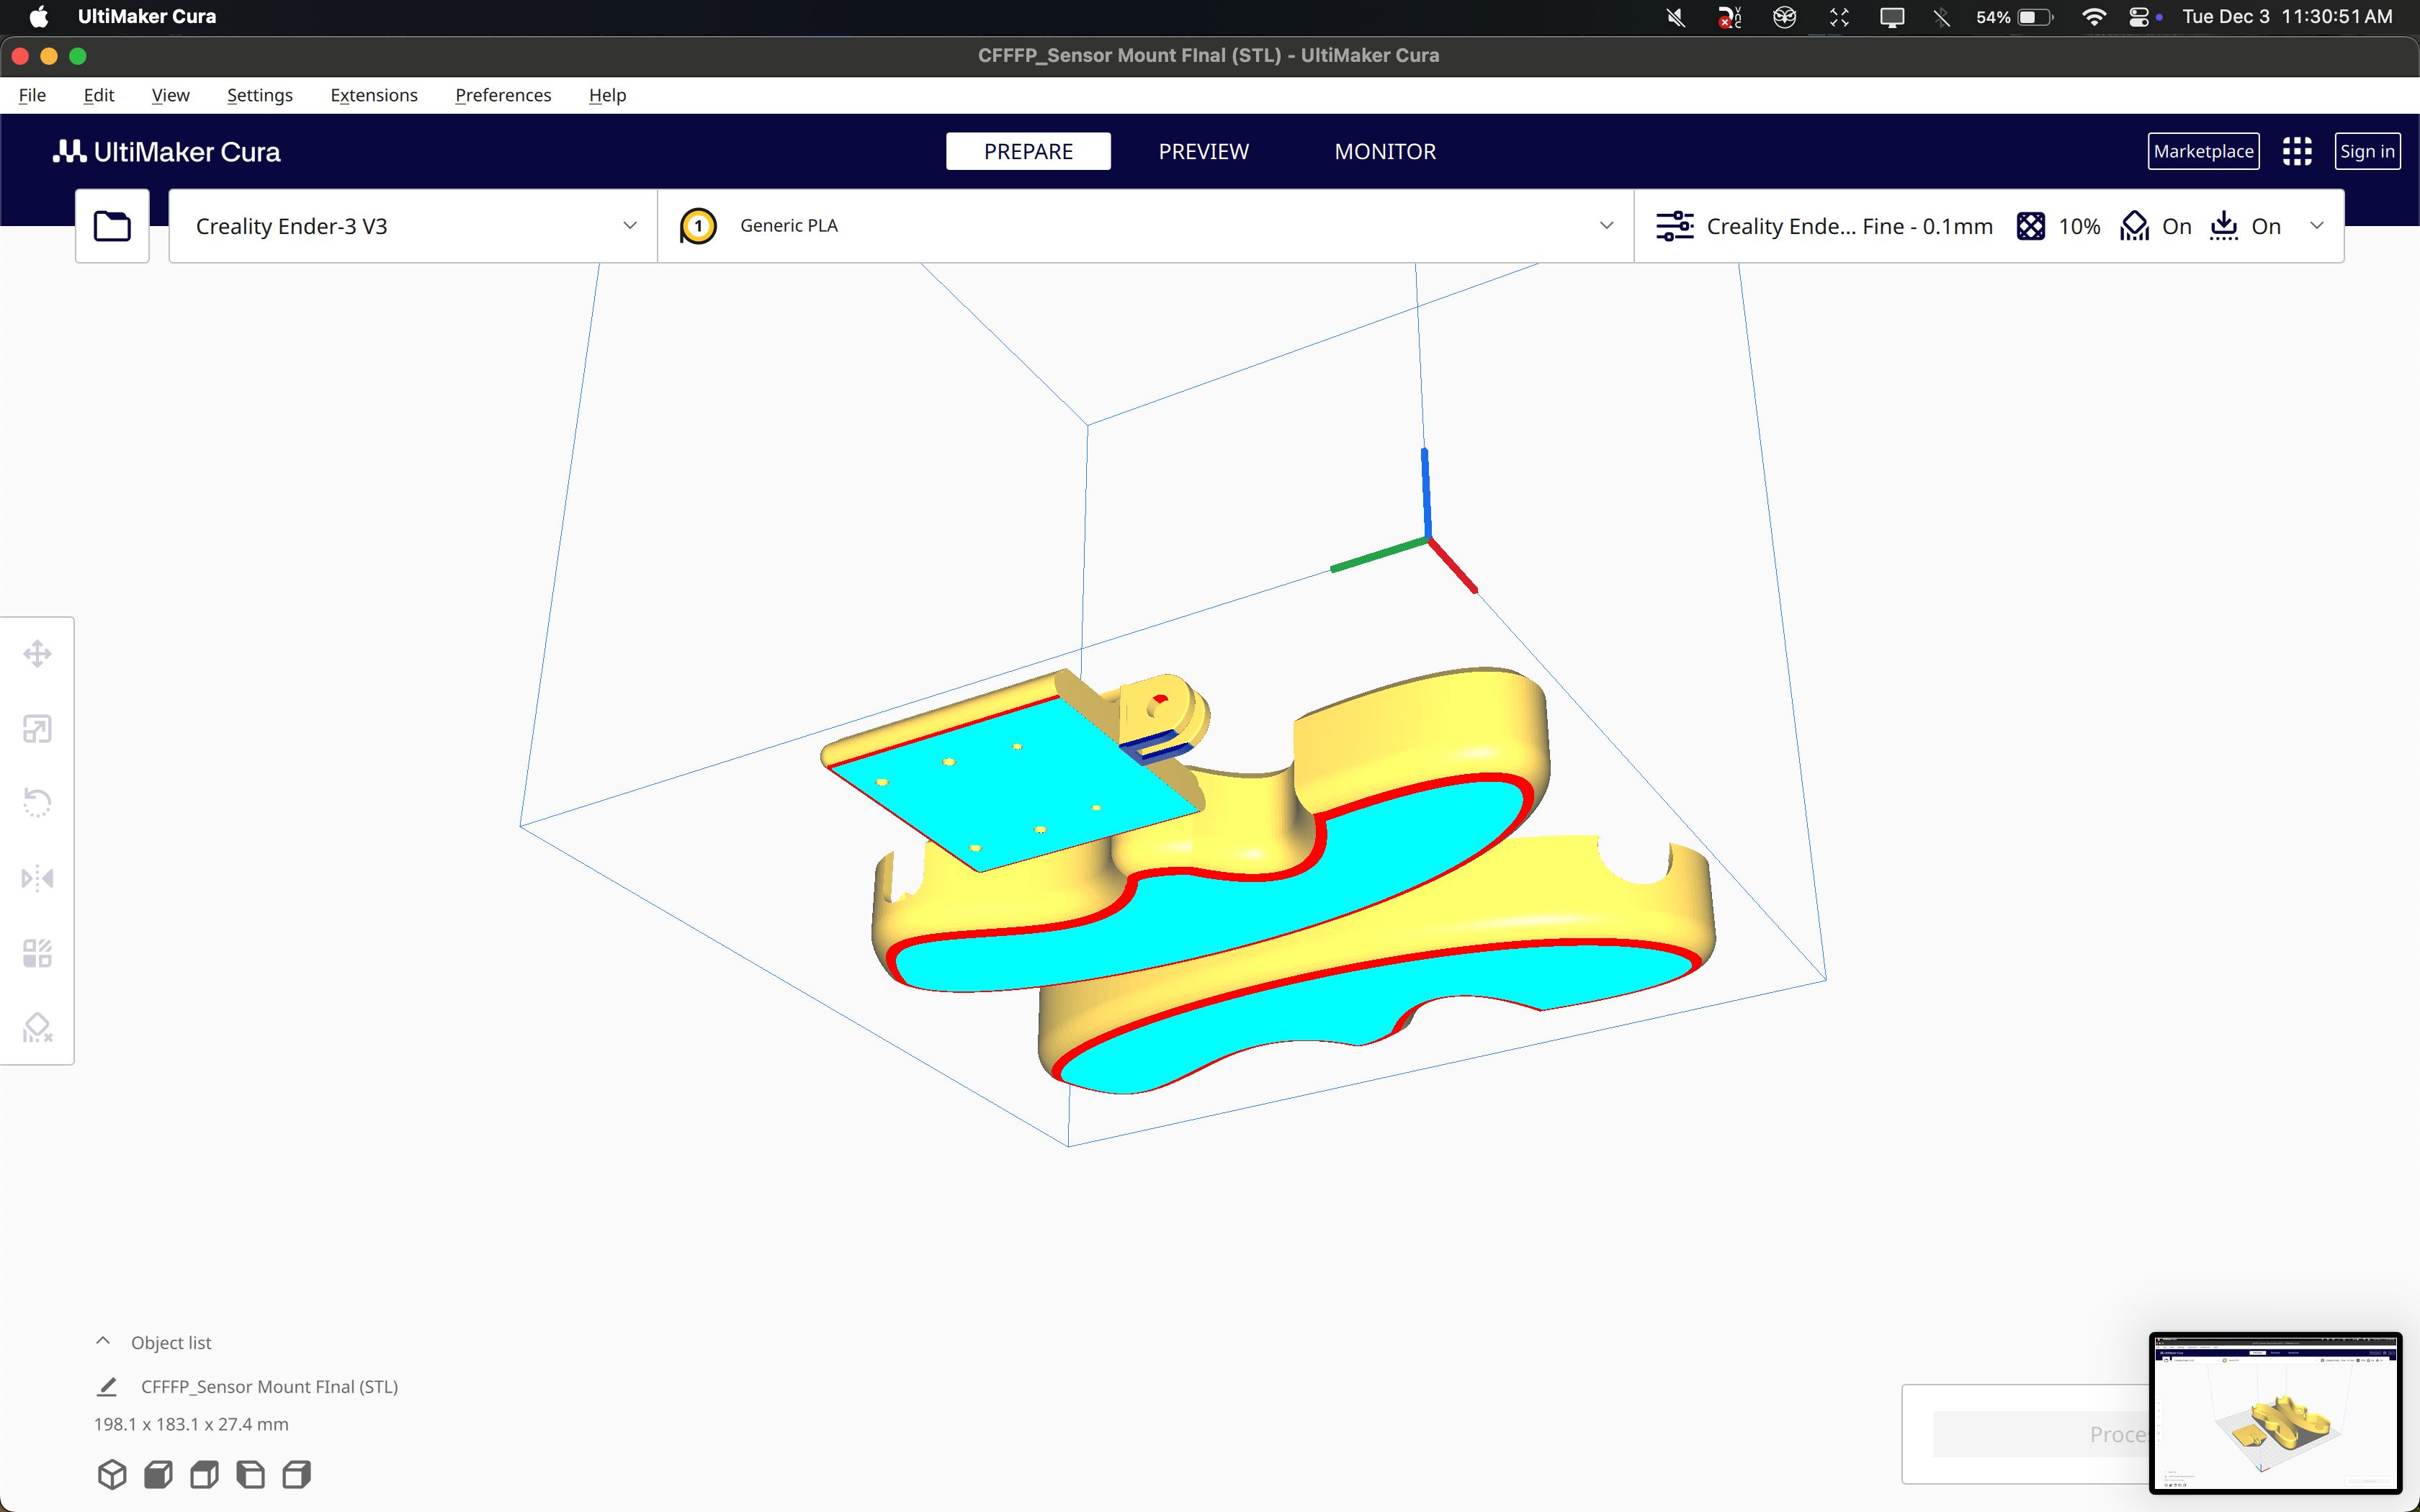 UltiMaker Cura
54%
Tue Dec 3 11:30:51 AM
CFFFP_Sensor Mount FInal (STL) - UltiMaker Cura
File Edit View Settings Extensions Preferences Help
UltiMaker Cura
PREPARE PREVIEW MONITOR
Marketplace
Sign in
Creality Ender-3 V3
1 Generic PLA
Creality Ende... Fine - 0.1mm 10% On On
Object list
CFFFP_Sensor Mount FInal (STL)
198.1 x 183.1 x 27.4 mm